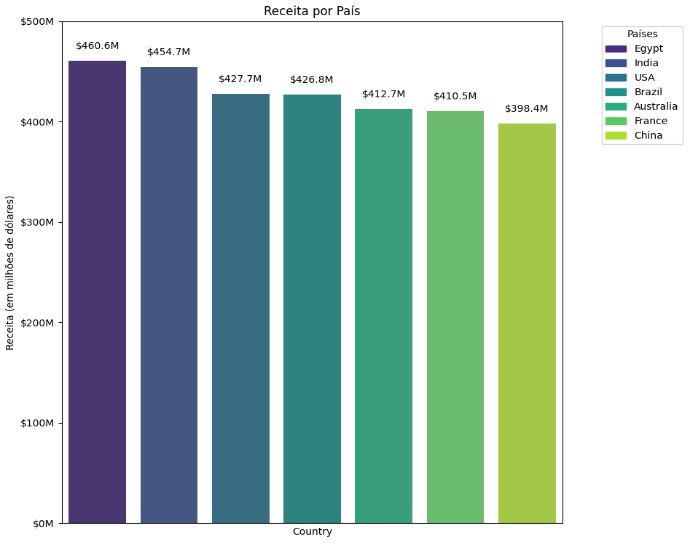 Receita por País
$500M
$400M
$300M
$200M
$100M
$0M
Receita (em milhões de dólares)
$460.6M
$454.7M
$427.7M
$426.8M
$412.7M
$410.5M
$398.4M
Country
Países
Egypt
India
USA
Brazil
Australia
France
China